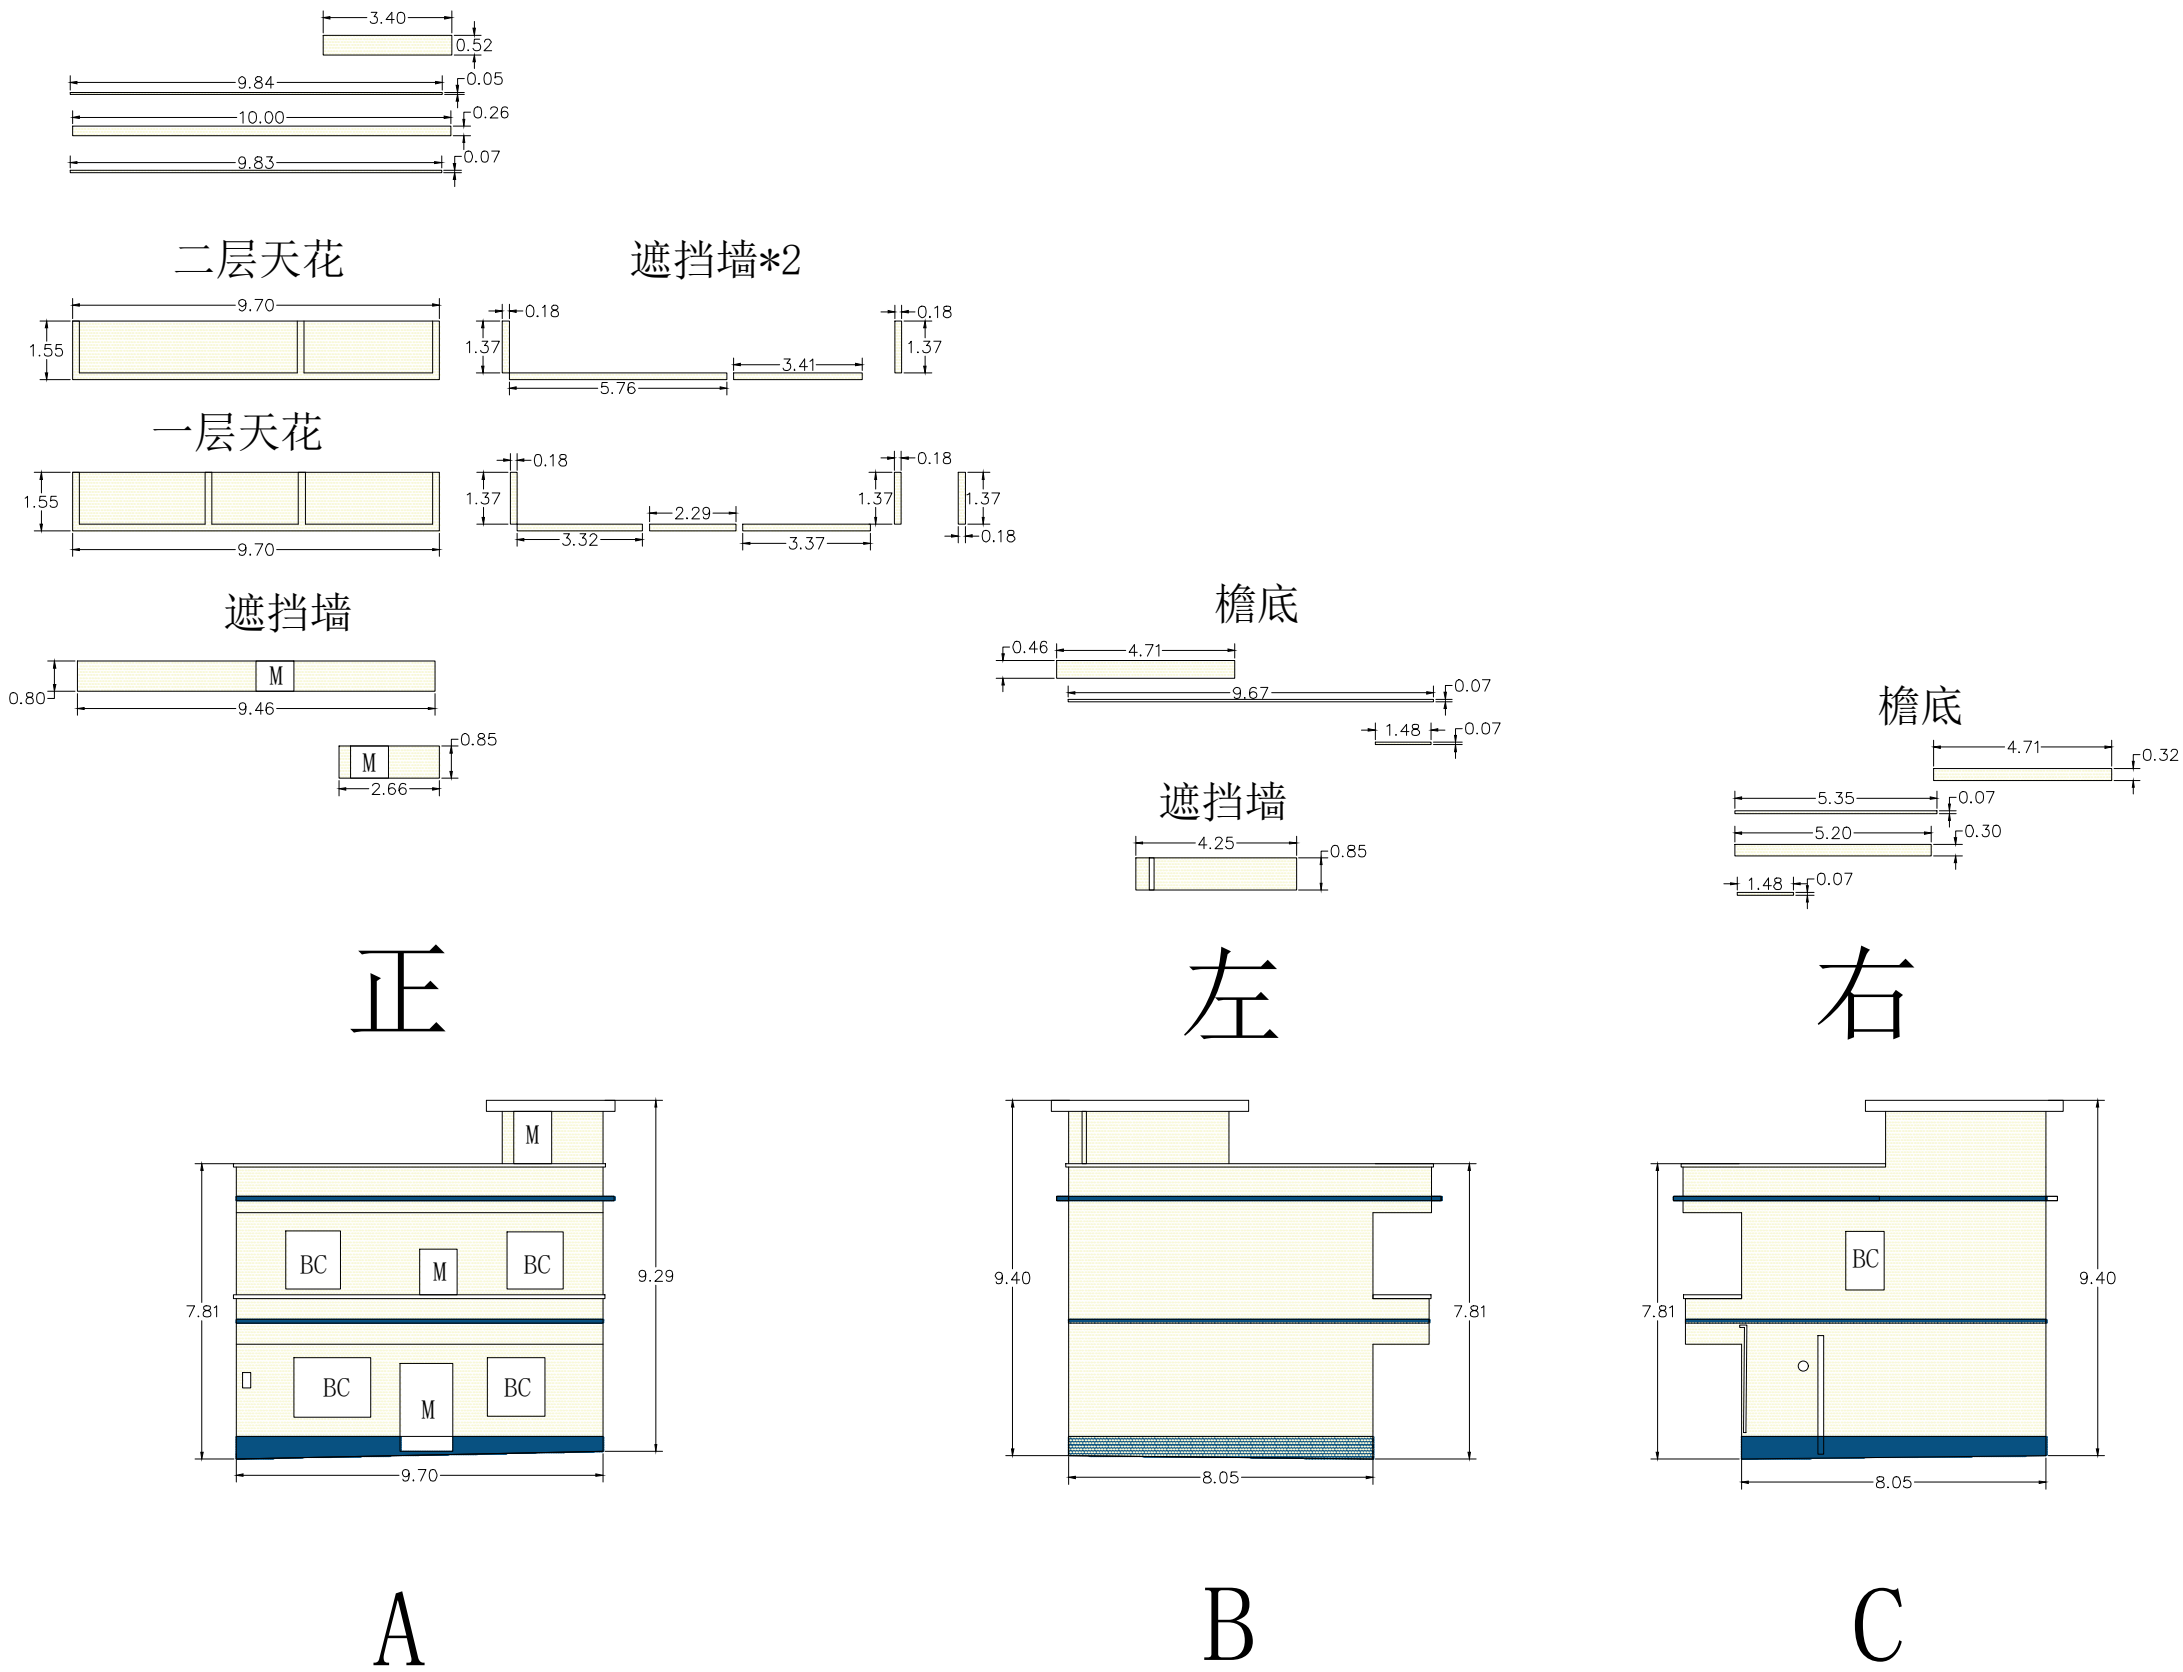 3.40
0.52
9.84
0.05
10.00
0.26
9.83
0.07
二层天花
遮挡墙*2
9.70
1.55
0.18
1.37
5.76
3.41
0.18
1.37
一层天花
1.55
9.70
0.18
1.37
3.32
2.29
3.37
1.37
0.18
1.37
0.18
遮挡墙
M
0.80
9.46
M
0.85
2.66
檐底
0.46
4.71
9.67
0.07
1.48
0.07
遮挡墙
4.25
0.85
檐底
4.71
0.32
5.35
0.07
5.20
0.30
1.48
0.07
正
左
右
M
BC
M
BC
BC
M
BC
7.81
9.29
9.70
9.40
7.81
8.05
BC
7.81
9.40
8.05
A
B
C